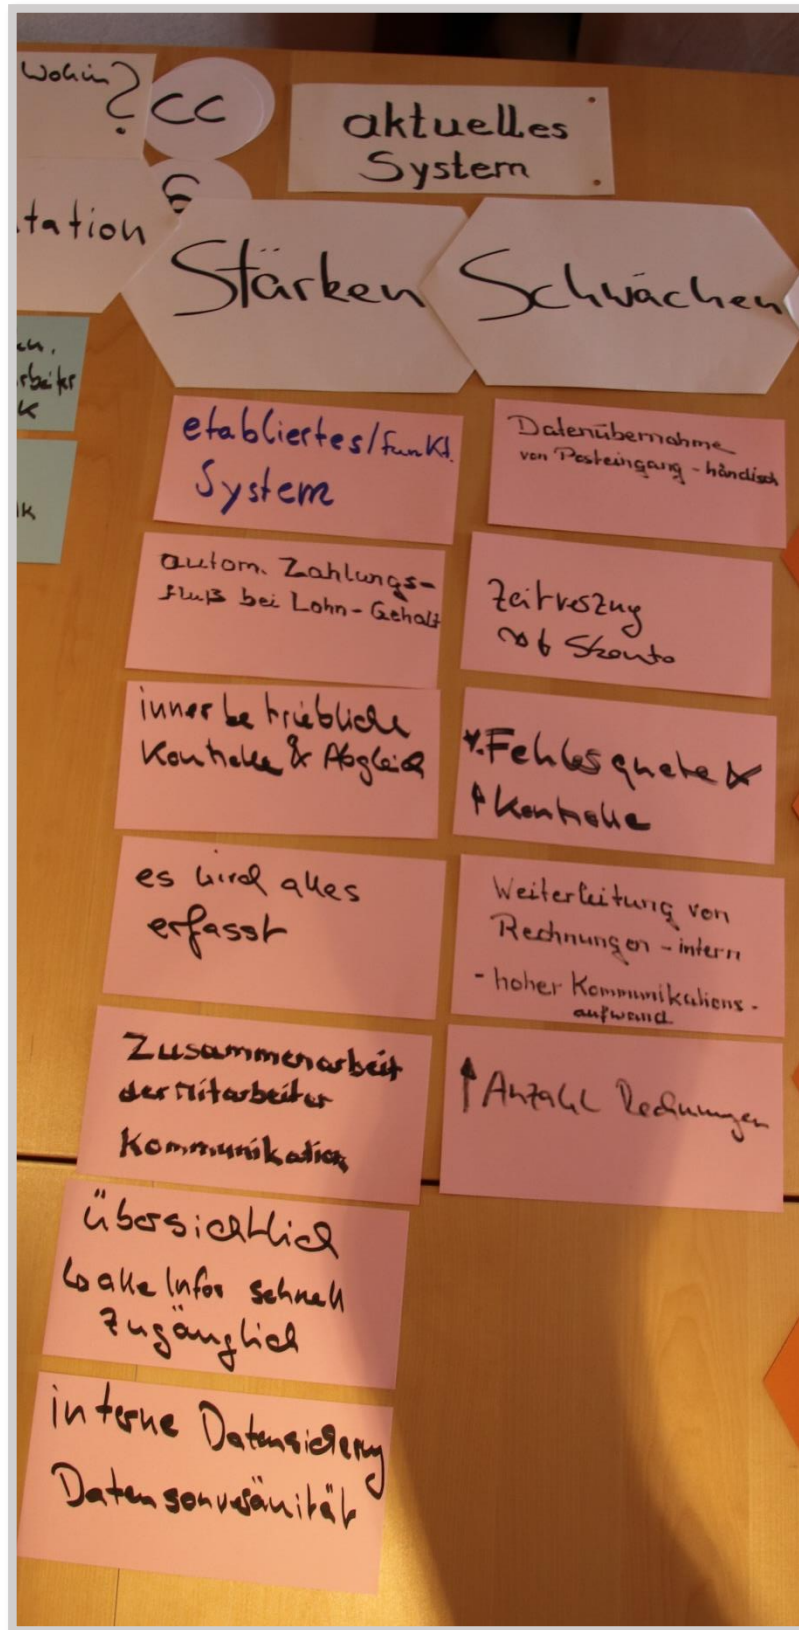 Wohin?
CC
aktuelles
System
tation
Stärken
Schwächen
en.
rbeiter
K
etabliertes/funkt.
System
Datenübernahme
von Posteingang - händisch
autom. Zahlungs-
fluß bei Lohn-Gehalt
Zeitverzug
Skonto
innerbetriebliche
Kontrolle & Abgleich
Fehlerquote
↑ Kontrolle
es wird alles
erfasst
Weiterleitung von
Rechnungen - intern
- hoher Kommunikations-
aufwand
Zusammenarbeit
der Mitarbeiter
Kommunikation
↑ Anzahl Rechnungen
übersichtlich
↳ alle Infos schnell
zugänglich
interne Datensicherung
Datensouveränität